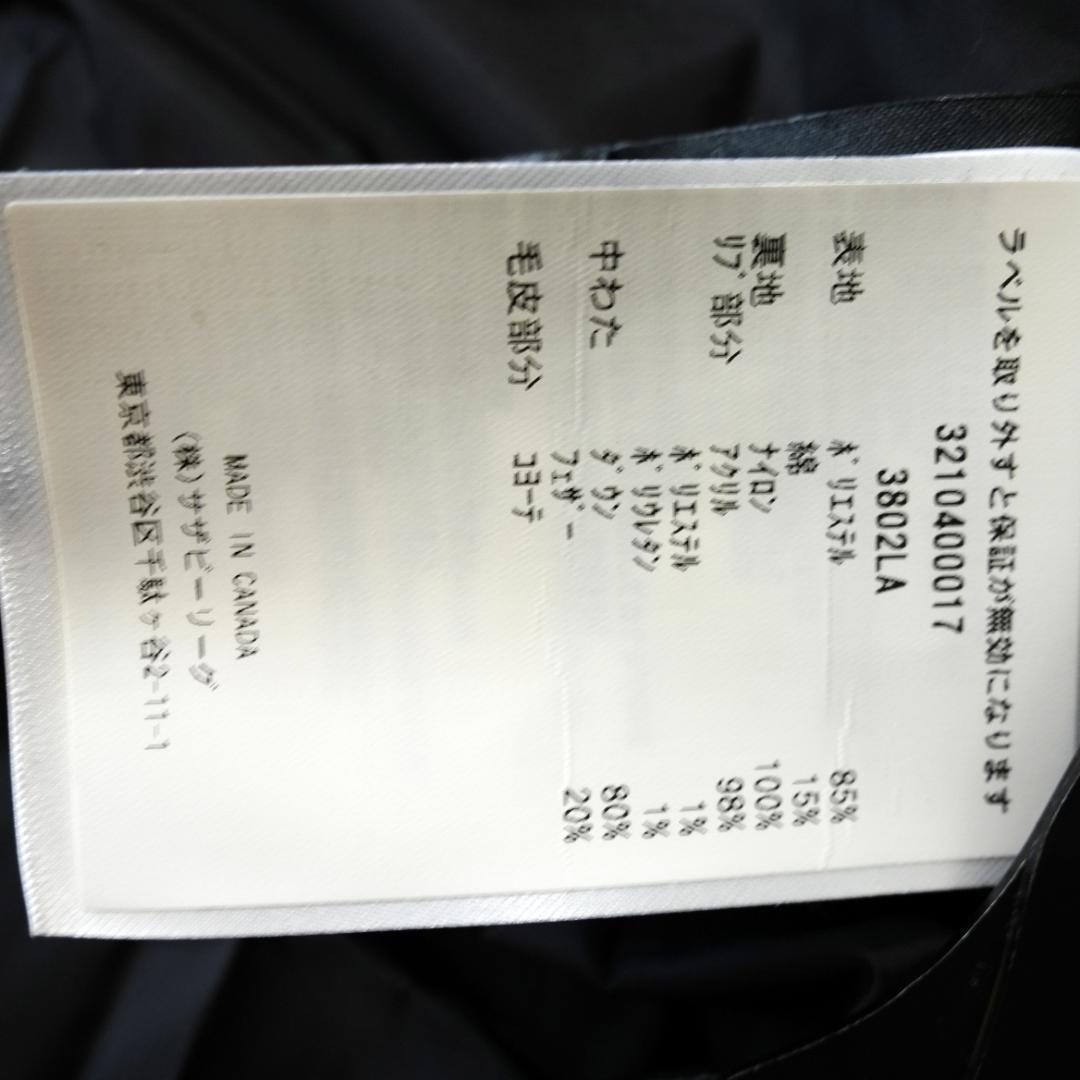 ラベルを取り外すと保証が無効になります
3210400017
3802LA
表地 ﾎﾟﾘｴｽﾃﾙ 85%
綿 15%
裏地 ﾅｲﾛﾝ 100%
ﾘﾌﾞ部分 ｱｸﾘﾙ 98%
ﾎﾟﾘｴｽﾃﾙ 1%
ﾎﾟﾘｳﾚﾀﾝ 1%
中わた ﾀﾞｳﾝ 80%
ﾌｪｻﾞｰ 20%
毛皮部分 ｺﾖｰﾃ
MADE IN CANADA
(株)サザビーリーグ
東京都渋谷区千駄ヶ谷2-11-1